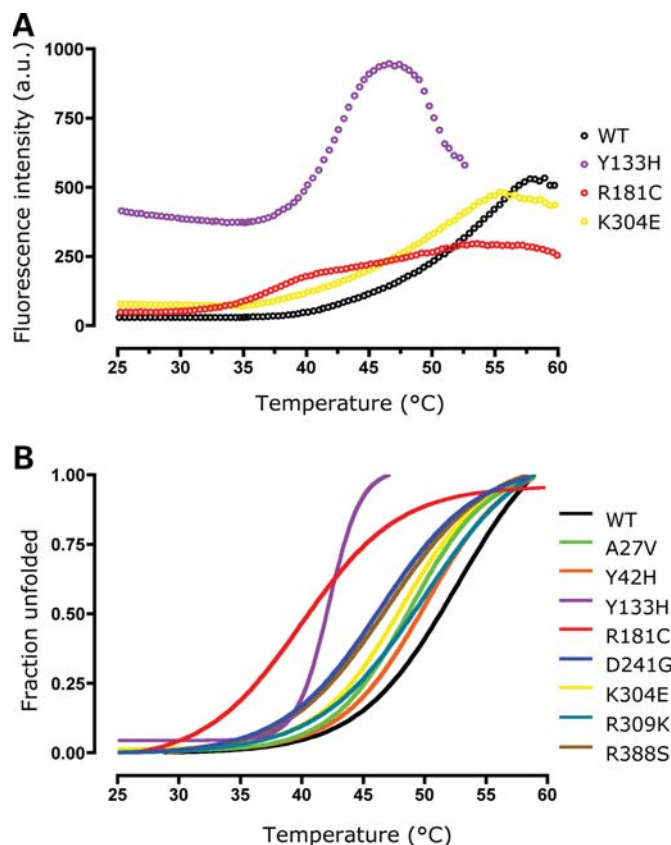 A
Fluorescence intensity (a.u.)
1000
750
500
250
0
25 30 35 40 45 50 55 60
Temperature (°C)
WT
Y133H
R181C
K304E
B
Fraction unfolded
1.00
0.75
0.50
0.25
0.00
25 30 35 40 45 50 55 60
Temperature (°C)
WT
A27V
Y42H
Y133H
R181C
D241G
K304E
R309K
R388S